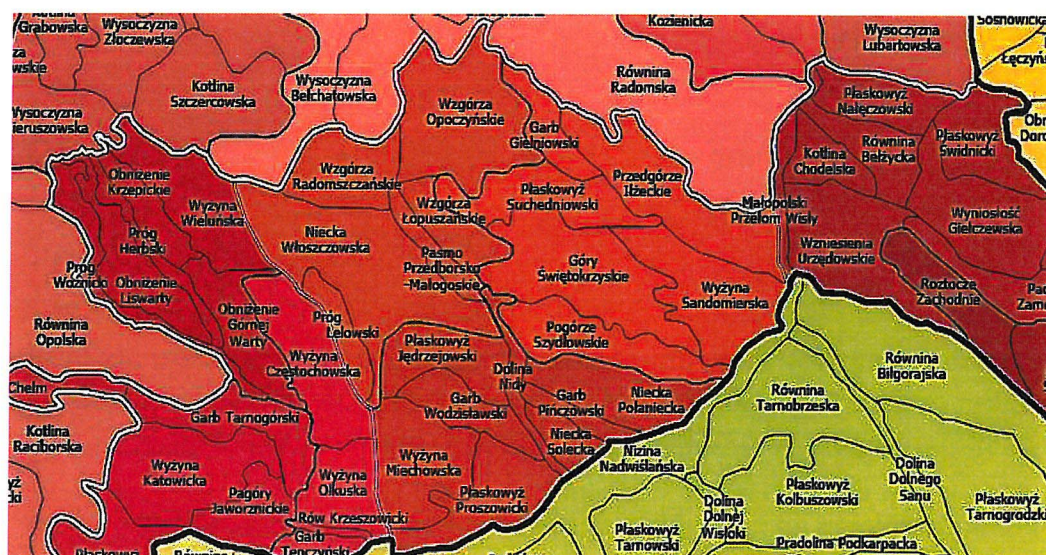 Grabowska
Wysoczyzna
Złoczewska
Kotlina
Szczercowska
Wysoczyzna
Bełchatowska
Wzgórza
Opoczyńskie
Garb
Gielniowski
Równina
Radomska
Kozienicka
Wysoczyzna
Lubartowska
Sosnowicka
Płaskowyż
Nałęczowski
Równina
Bełżycka
Płaskowyż
Świdnicki
Kotlina
Chodelska
Małopolski
Przełom Wisły
Wzniesienia
Urzędowskie
Wyniosłość
Giełczewska
Roztocze
Zachodnie
Wysoczyzna
Obniżenie
Krzepickie
Wyżyna
Wieluńska
Próg
Herbski
Próg
Woźnicki
Obniżenie
Liswarty
Obniżenie
Górnej
Warty
Wyżyna
Częstochowska
Równina
Opolska
Chełm
Garb Tarnogórski
Kotlina
Raciborska
Wyżyna
Katowicka
Pagóry
Jaworznickie
Wyżyna
Olkuska
Rów Krzeszowicki
Garb
Tenczyński
Wzgórza
Radomszczańskie
Wzgórza
Łopuszańskie
Niecka
Włoszczowska
Pasmo
Przedborsko
-Małogoskie
Próg
Lelowski
Płaskowyż
Suchedniowski
Przedgórze
Iłżeckie
Góry
Świętokrzyskie
Wyżyna
Sandomierska
Pogórze
Szydłowskie
Płaskowyż
Jędrzejowski
Dolina
Nidy
Garb
Wodzisławski
Garb
Pińczowski
Niecka
Połaniecka
Niecka
Solecka
Wyżyna
Miechowska
Płaskowyż
Proszowicki
Nizina
Nadwiślańska
Równina
Tarnobrzeska
Równina
Biłgorajska
Płaskowyż
Kolbuszowski
Dolina
Dolnego
Sanu
Płaskowyż
Tarnogrodzki
Dolina
Dolnej
Wisłoki
Płaskowyż
Tarnowski
Pradolina Podkarpacka